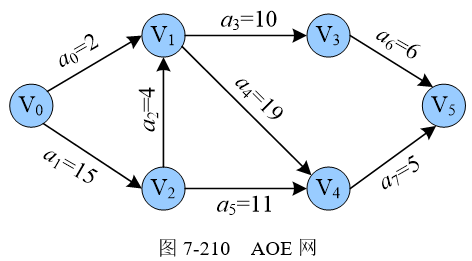 a₃=10
a₀=2
V₁
V₃
a₆=6
a₄=19
V₀
a₂=4
V₅
a₁=15
V₂
a₅=11
V₄
a₇=5
图 7-210 AOE 网